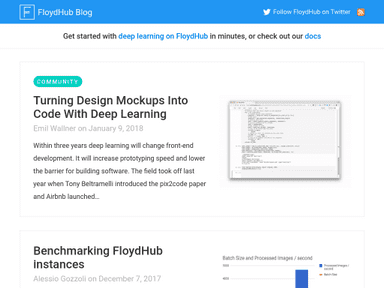 FloydHub Blog
Follow FloydHub on Twitter
Get started with deep learning on FloydHub in minutes, or check out our docs
COMMUNITY
Turning Design Mockups Into
Code With Deep Learning
Emil Wallner on January 9, 2018
Within three years deep learning will change front-end
development. It will increase prototyping speed and lower
the barrier for building software. The field took off last
year when Tony Beltramelli introduced the pix2code paper
and Airbnb launched...
Benchmarking FloydHub
instances
Alessio Gozzoli on December 7, 2017
Batch Size and Processed Images / second